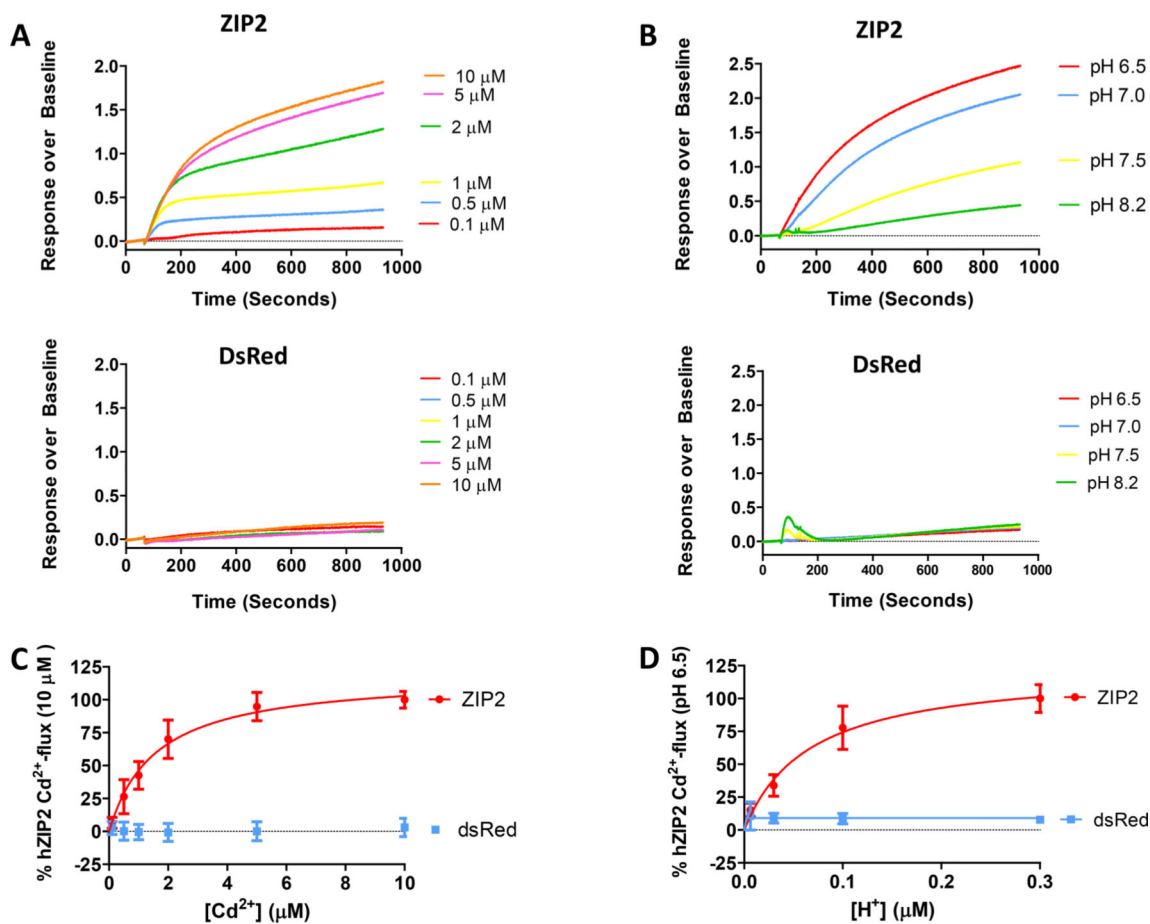 A
ZIP2
Response over Baseline
2.0
1.5
1.0
0.5
0.0
0 200 400 600 800 1000
Time (Seconds)
10 μM
5 μM
2 μM
1 μM
0.5 μM
0.1 μM
B
ZIP2
Response over Baseline
2.5
2.0
1.5
1.0
0.5
0.0
0 200 400 600 800 1000
Time (Seconds)
pH 6.5
pH 7.0
pH 7.5
pH 8.2
DsRed
Response over Baseline
2.0
1.5
1.0
0.5
0.0
0 200 400 600 800 1000
Time (Seconds)
0.1 μM
0.5 μM
1 μM
2 μM
5 μM
10 μM
DsRed
Response over Baseline
2.5
2.0
1.5
1.0
0.5
0.0
0 200 400 600 800 1000
Time (Seconds)
pH 6.5
pH 7.0
pH 7.5
pH 8.2
C
% hZIP2 Cd²⁺-flux (10 μM )
125
100
75
50
25
0
-25
0 2 4 6 8 10
[Cd²⁺] (μM)
ZIP2
dsRed
D
% hZIP2 Cd²⁺-flux (pH 6.5)
125
100
75
50
25
0
-25
0.0 0.1 0.2 0.3
[H⁺] (μM)
ZIP2
dsRed